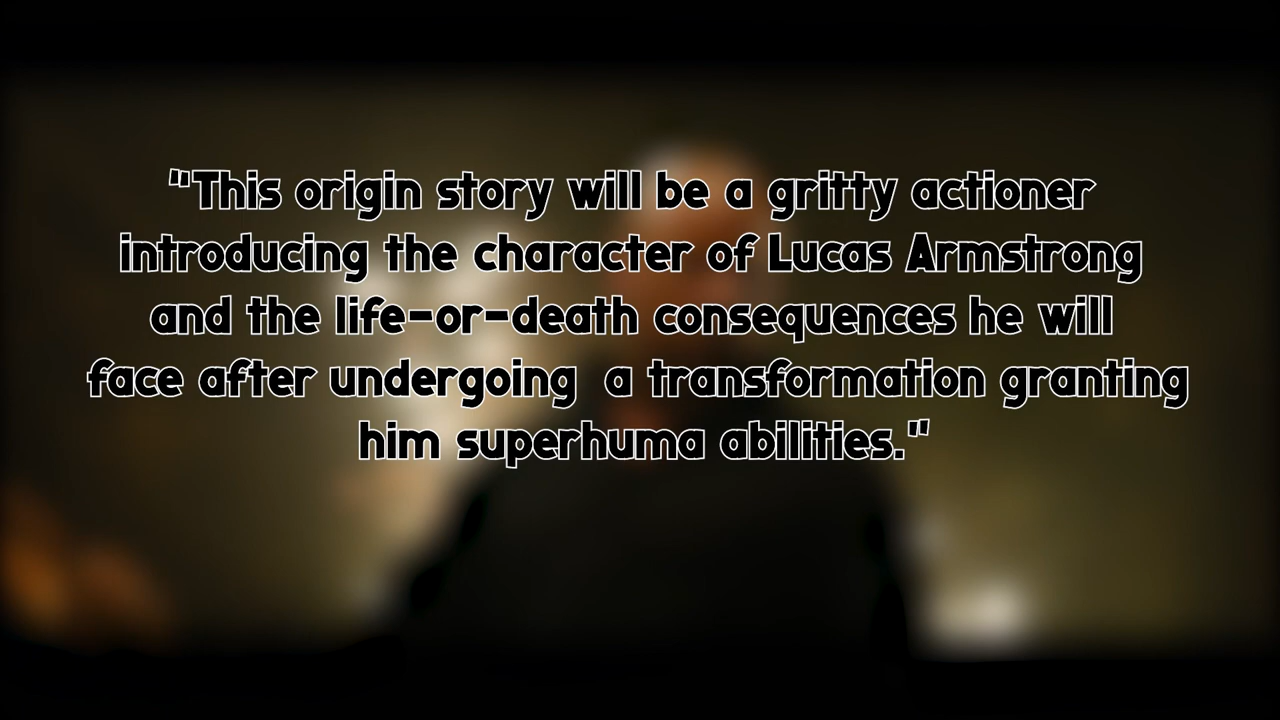 "This origin story will be a gritty actioner
introducing the character of Lucas Armstrong
and the life-or-death consequences he will
face after undergoing  a transformation granting
him superhuma abilities."